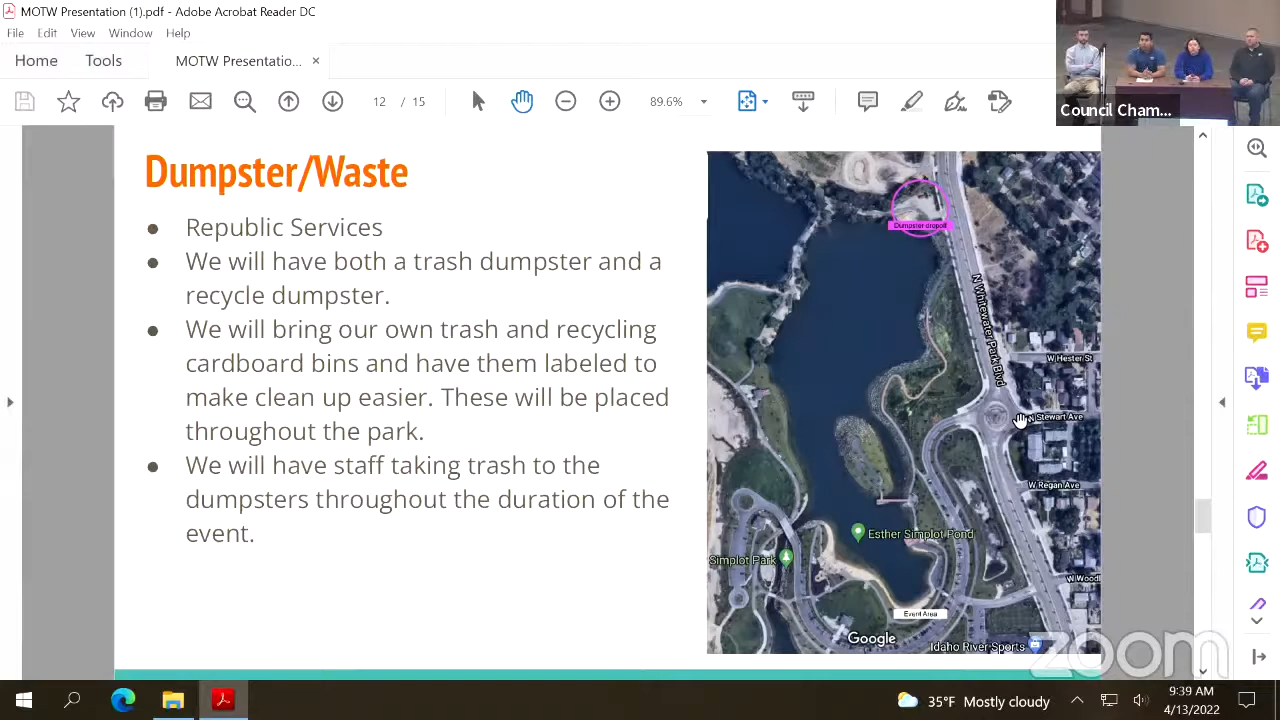 MOTW Presentation (1).pdf - Adobe Acrobat Reader DC
File Edit View Window Help
Home Tools MOTW Presentatio... ×
12 / 15 89.6%
Council Cham...
Dumpster/Waste
● Republic Services
● We will have both a trash dumpster and a
recycle dumpster.
● We will bring our own trash and recycling
cardboard bins and have them labeled to
make clean up easier. These will be placed
throughout the park.
● We will have staff taking trash to the
dumpsters throughout the duration of the
event.
Dumpster dropoff
N Whitewater Park Blvd
W Hester St
N Stewart Ave
W Regan Ave
Esther Simplot Pond
Simplot Park
W Woodl
Event Area
Google
Idaho River Sports
zoom
35°F Mostly cloudy
9:39 AM
4/13/2022